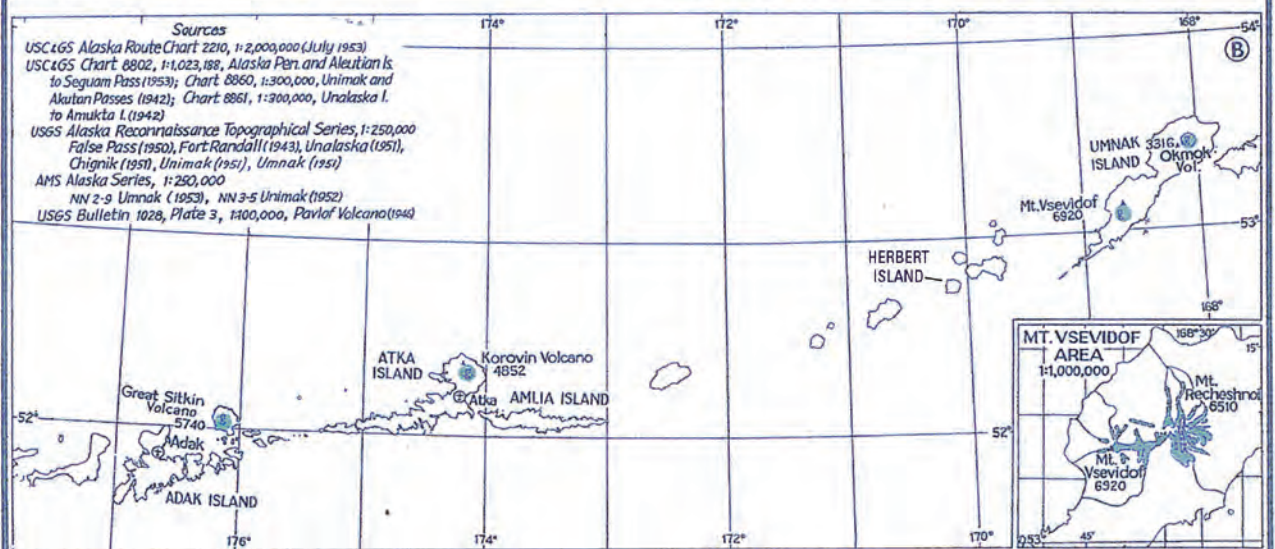 174°
172°
170°
168°
54°
B
Sources
USC&GS Alaska Route Chart 2210, 1:2,000,000 (July 1953)
USC&GS Chart 8802, 1:1,023,188, Alaska Pen. and Aleutian Is.
to Seguam Pass (1953); Chart 8860, 1:300,000, Unimak and
Akutan Passes (1942); Chart 8861, 1:300,000, Unalaska I.
to Amukta I. (1942)
USGS Alaska Reconnaissance Topographical Series, 1:250,000
False Pass (1950), Fort Randall (1943), Unalaska (1951),
Chignik (1951), Unimak (1951), Umnak (1951)
AMS Alaska Series, 1:250,000
NN 2-9 Umnak (1953), NN 3-5 Unimak (1952)
USGS Bulletin 1028, Plate 3, 1:100,000, Pavlof Volcano (1946)
UMNAK
ISLAND
3316
Okmok
Vol.
Mt. Vsevidof
6920
53°
HERBERT
ISLAND
168°
ATKA
ISLAND
Korovin Volcano
4852
Atka
AMLIA ISLAND
Great Sitkin
Volcano
5740
52°
Adak
ADAK ISLAND
52°
MT. VSEVIDOF
AREA
1:1,000,000
168°30'
15'
Mt.
Recheshnoi
6510
Mt.
Vsevidof
6920
53°
45'
176°
174°
172°
170°